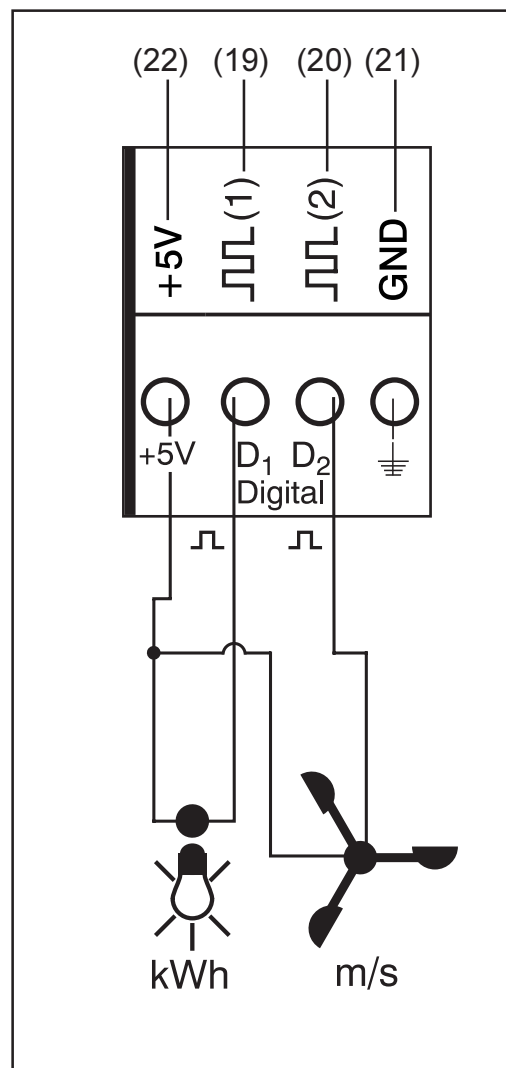 (22) (19) (20) (21)
+5V (1) (2) GND
+5V D₁ D₂
Digital
kWh m/s